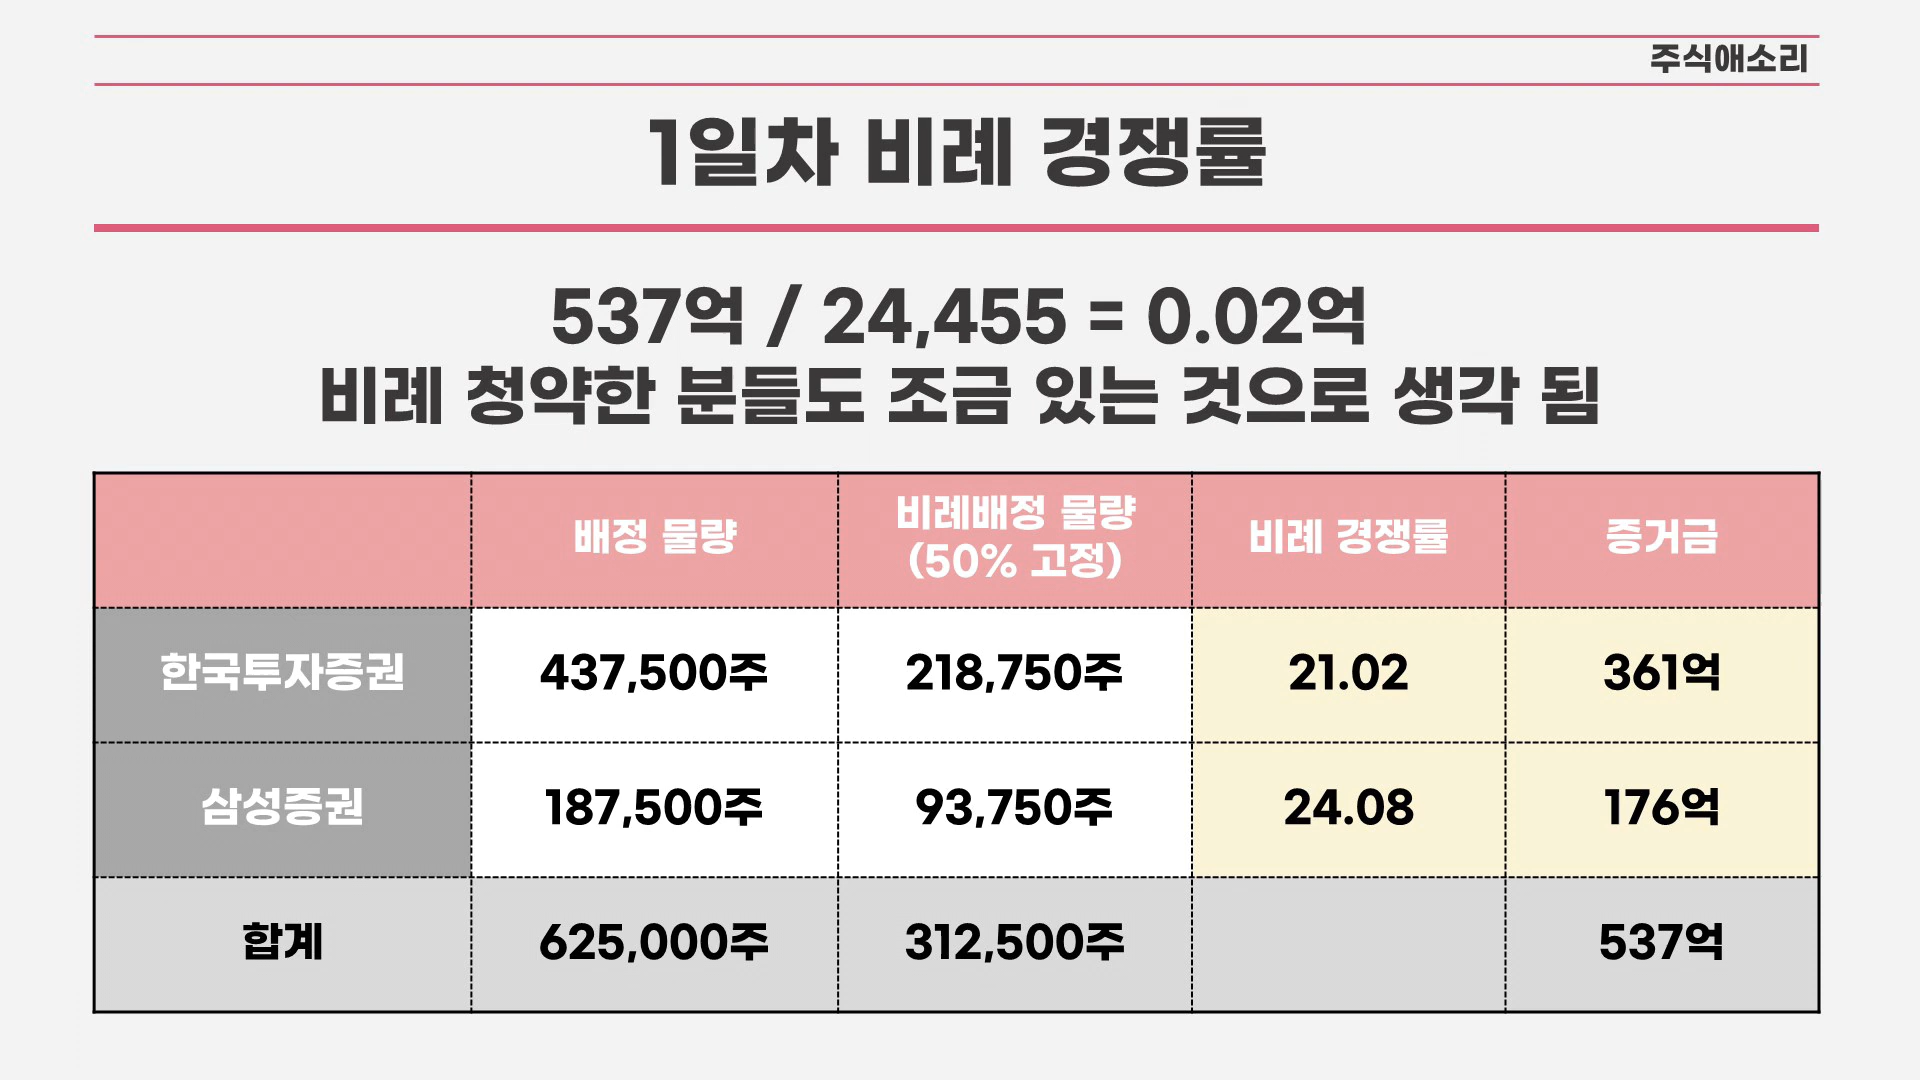 주식애소리
1일차 비례 경쟁률
537억 / 24,455 = 0.02억
비례 청약한 분들도 조금 있는 것으로 생각 됨
배정 물량
비례배정 물량
(50% 고정)
비례 경쟁률
증거금
한국투자증권
437,500주
218,750주
21.02
361억
삼성증권
187,500주
93,750주
24.08
176억
합계
625,000주
312,500주
537억